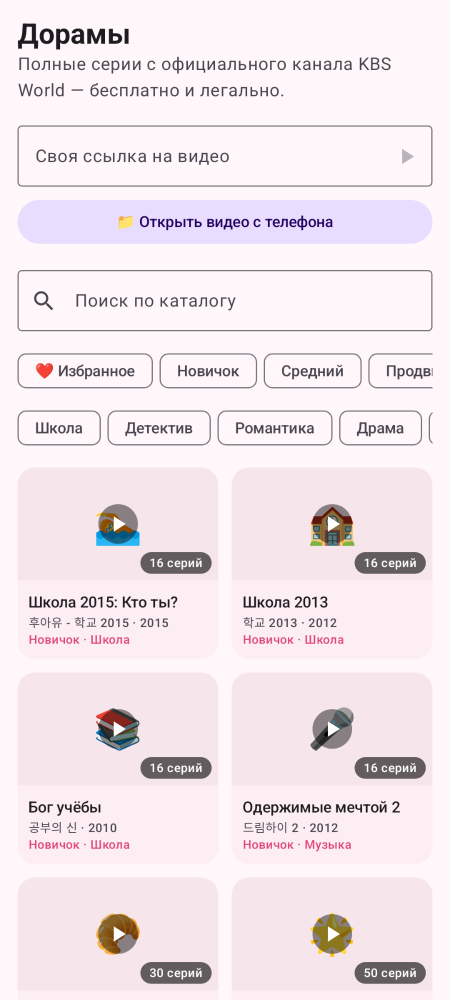 Дорамы
Полные серии с официального канала KBS
World — бесплатно и легально.
Своя ссылка на видео
Открыть видео с телефона
Поиск по каталогу
Избранное
Новичок
Средний
Школа
Детектив
Романтика
Драма
16 серий
16 серий
Школа 2015: Кто ты?
후아유 - 학교 2015 · 2015
Новичок · Школа
Школа 2013
학교 2013 · 2012
Новичок · Школа
16 серий
16 серий
Бог учёбы
공부의 신 · 2010
Новичок · Школа
Одержимые мечтой 2
드림하이 2 · 2012
Новичок · Музыка
30 серий
50 серий